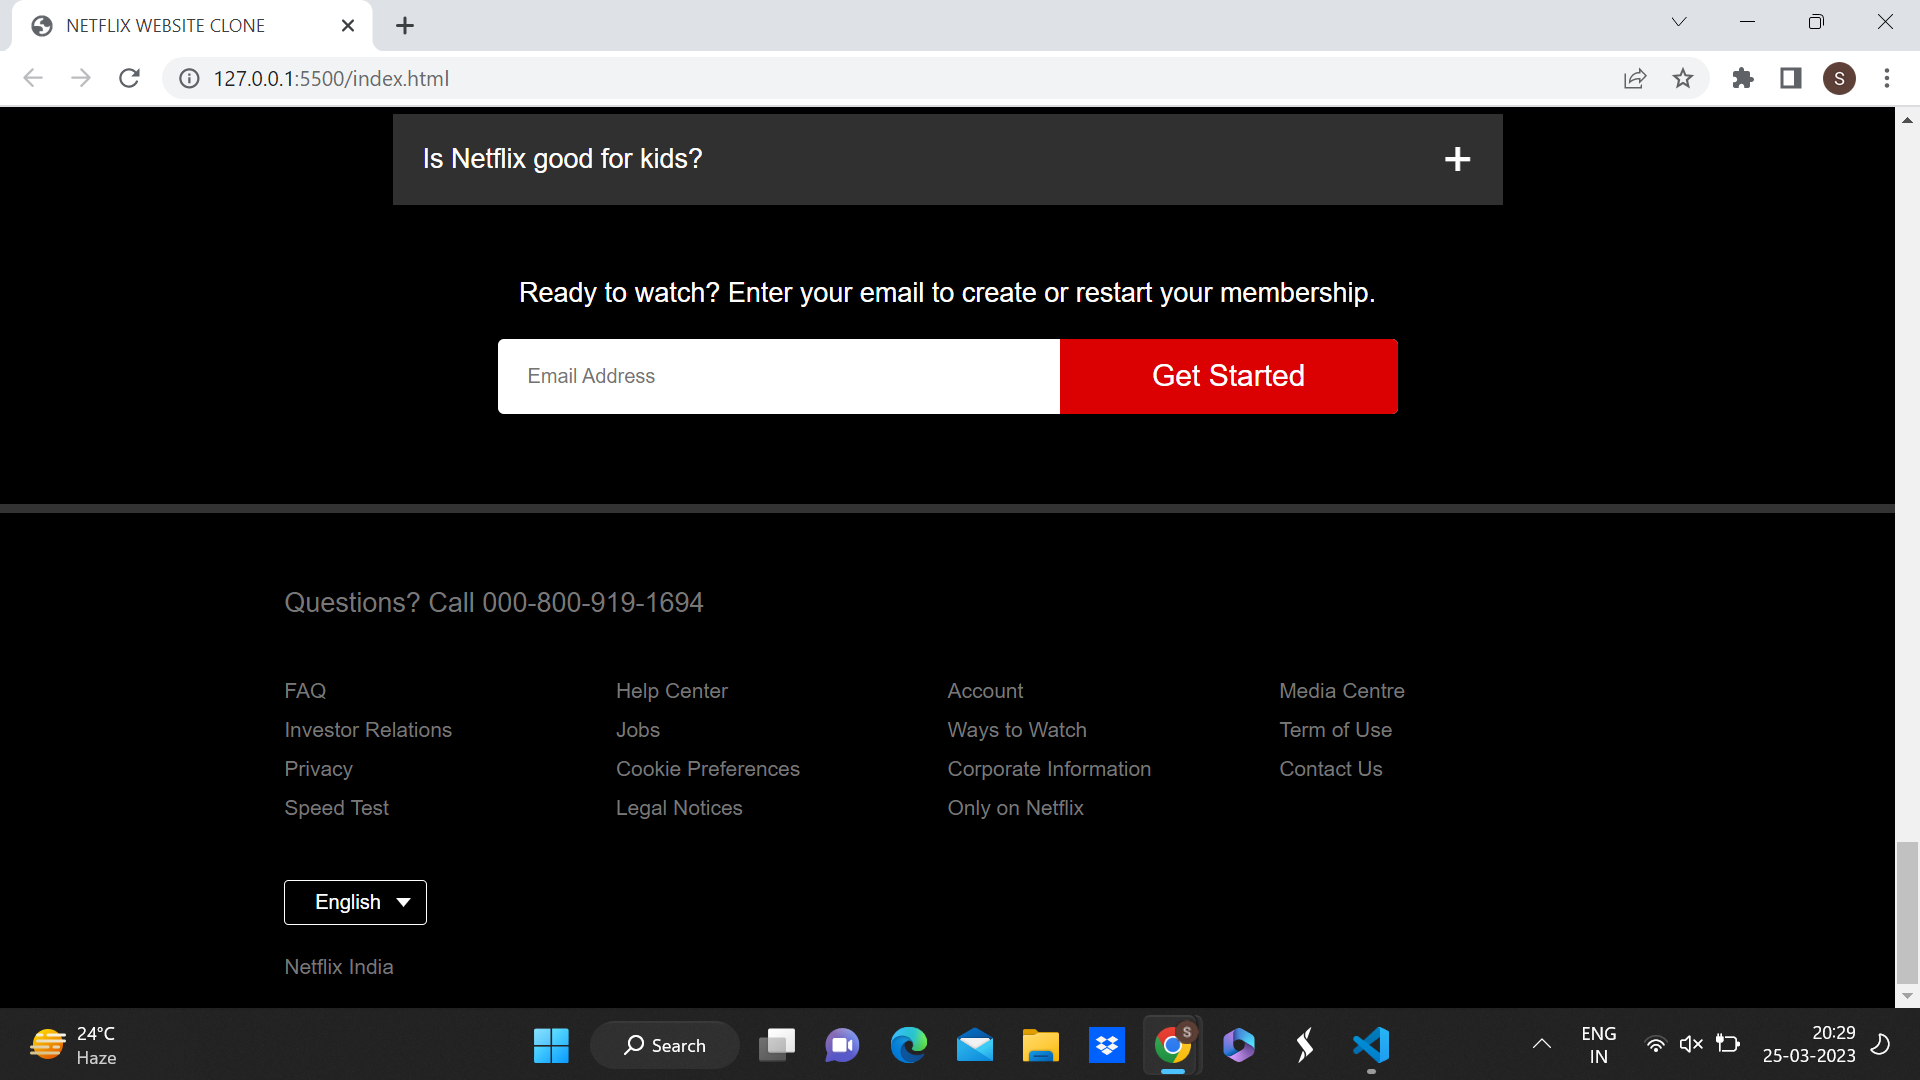 NETFLIX WEBSITE CLONE
127.0.0.1:5500/index.html
S
Is Netflix good for kids?
Ready to watch? Enter your email to create or restart your membership.
Email Address
Get Started
Questions? Call 000-800-919-1694
FAQ Help Center Account Media Centre
Investor Relations Jobs Ways to Watch Term of Use
Privacy Cookie Preferences Corporate Information Contact Us
Speed Test Legal Notices Only on Netflix
English
Netflix India
24°C
Haze
Search
S
ENG
IN
20:29
25-03-2023